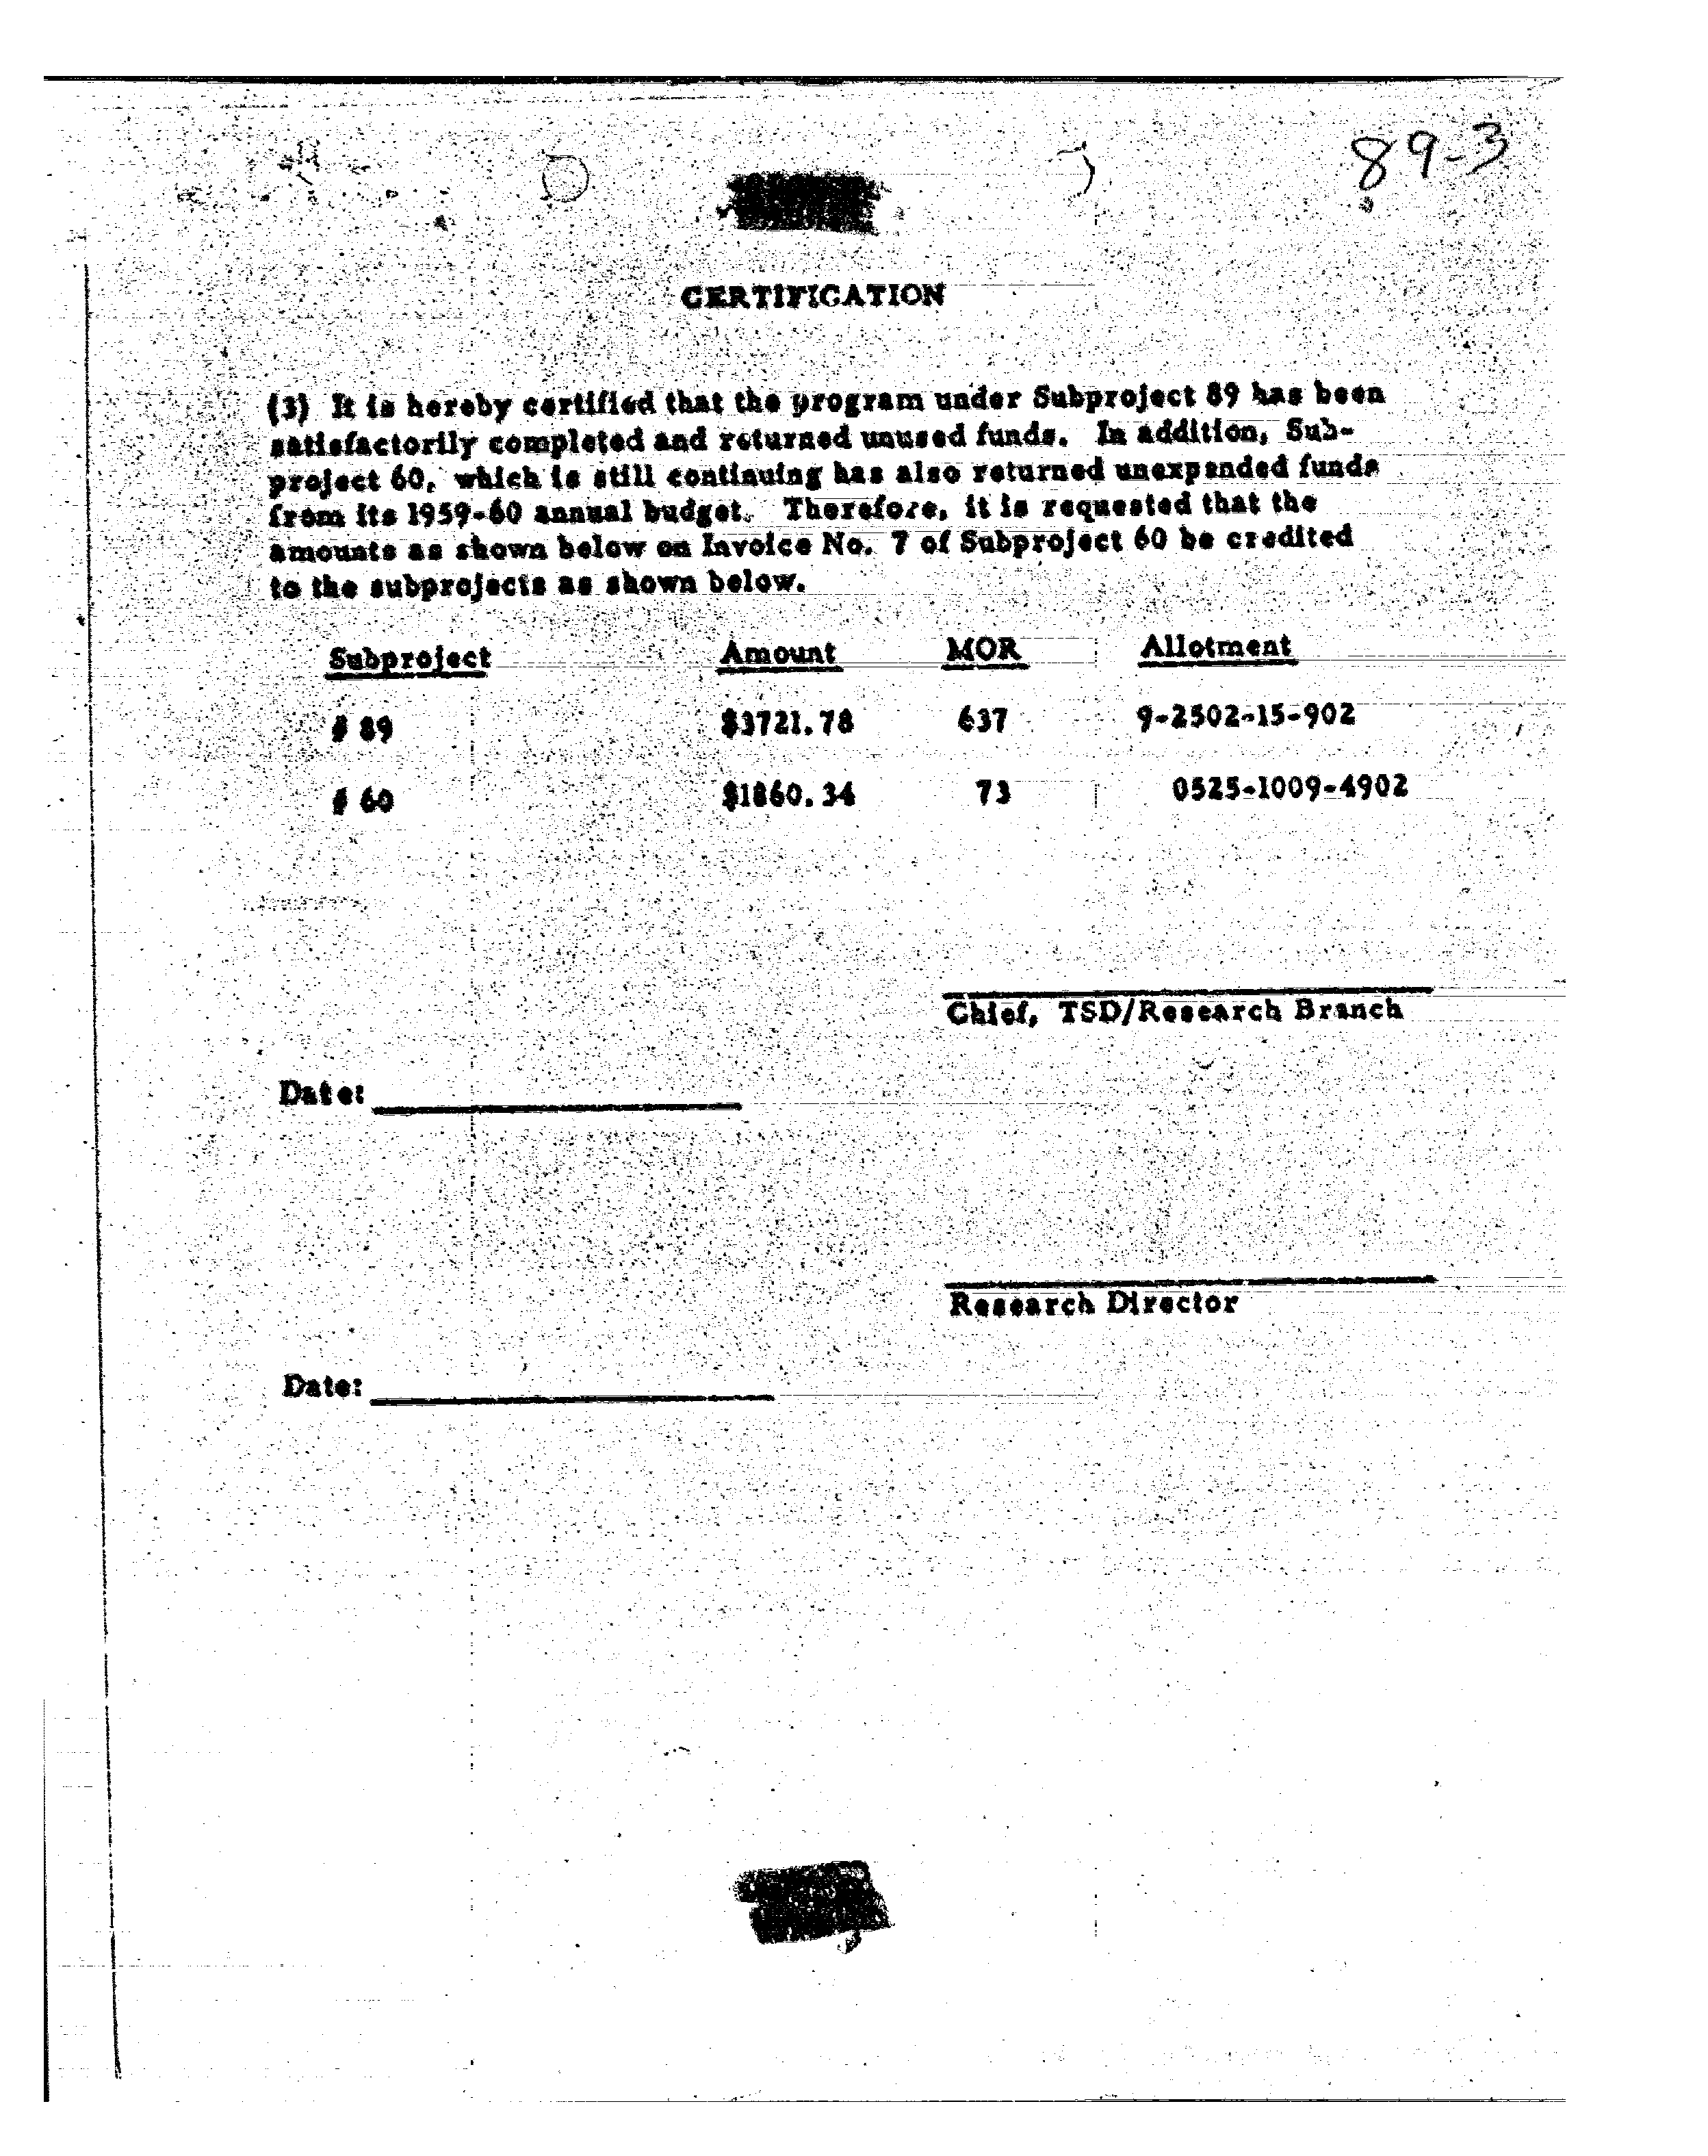 89-3
CERTIFICATION
(3) It is hereby certified that the program under Subproject 89 has been
satisfactorily completed and returned unused funds. In addition, Sub-
project 60, which is still continuing has also returned unexpended funds
from its 1959-60 annual budget. Therefore, it is requested that the
amounts as shown below on Invoice No. 7 of Subproject 60 be credited
to the subprojects as shown below.
Subproject Amount MOR Allotment
# 89 $3721.78 637 9-2502-15-902
# 60 $1860.34 73 0525-1009-4902
Chief, TSD/Research Branch
Date:
Research Director
Date: